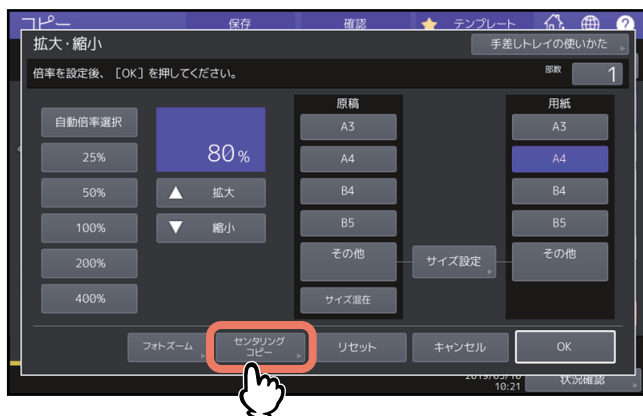 コピー 保存 確認 テンプレート ?
拡大・縮小 手差しトレイの使いかた
倍率を設定後、[OK] を押してください。 部数 1
原稿 用紙
自動倍率選択 80 % A3 A3
25% A4 A4
50% 拡大 B4 B4
100% 縮小 B5 B5
200% その他 サイズ設定 その他
400% サイズ混在
フォトズーム センタリング
コピー リセット キャンセル OK
10:21 状況確認